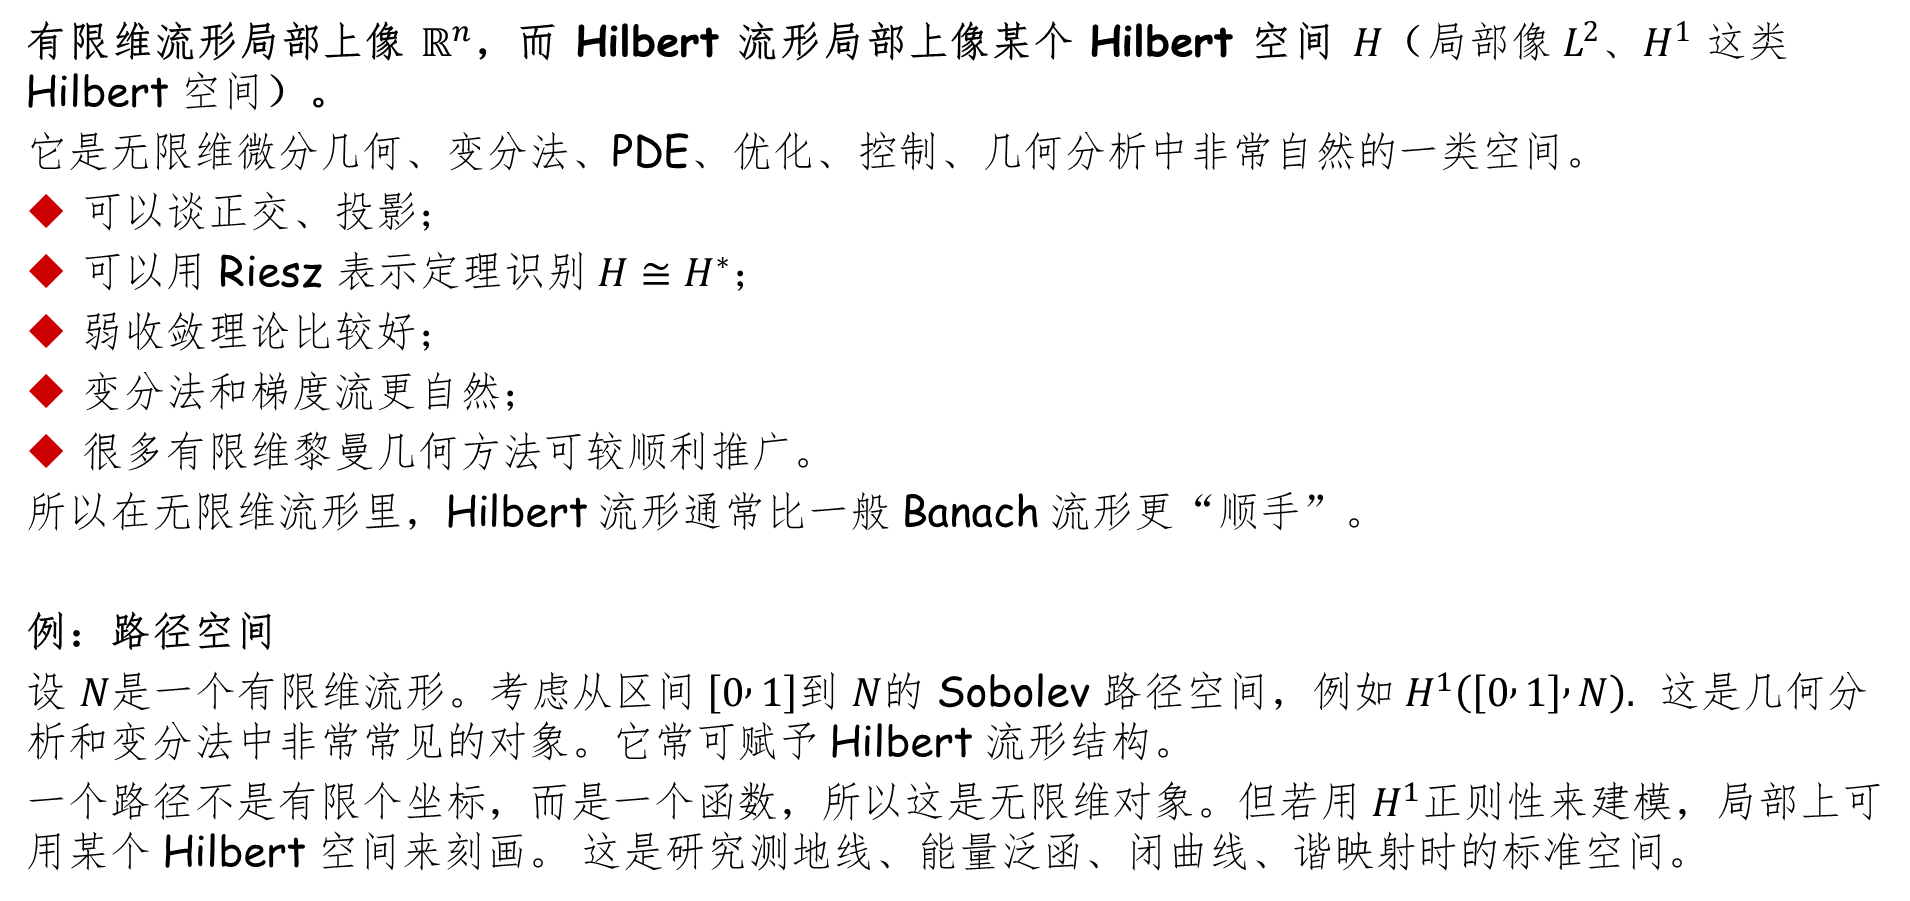 有限维流形局部上像 ℝⁿ，而 Hilbert 流形局部上像某个 Hilbert 空间 H（局部像 L²、H¹ 这类
Hilbert 空间）。
它是无限维微分几何、变分法、PDE、优化、控制、几何分析中非常自然的一类空间。
◆ 可以谈正交、投影；
◆ 可以用 Riesz 表示定理识别 H ≅ H*；
◆ 弱收敛理论比较好；
◆ 变分法和梯度流更自然；
◆ 很多有限维黎曼几何方法可较顺利推广。
所以在无限维流形里，Hilbert 流形通常比一般 Banach 流形更“顺手”。
例：路径空间
设 N是一个有限维流形。考虑从区间 [0,1]到 N的 Sobolev 路径空间，例如 H¹([0,1],N). 这是几何分
析和变分法中非常常见的对象。它常可赋予 Hilbert 流形结构。
一个路径不是有限个坐标，而是一个函数，所以这是无限维对象。但若用 H¹正则性来建模，局部上可
用某个 Hilbert 空间来刻画。 这是研究测地线、能量泛函、闭曲线、谐映射时的标准空间。